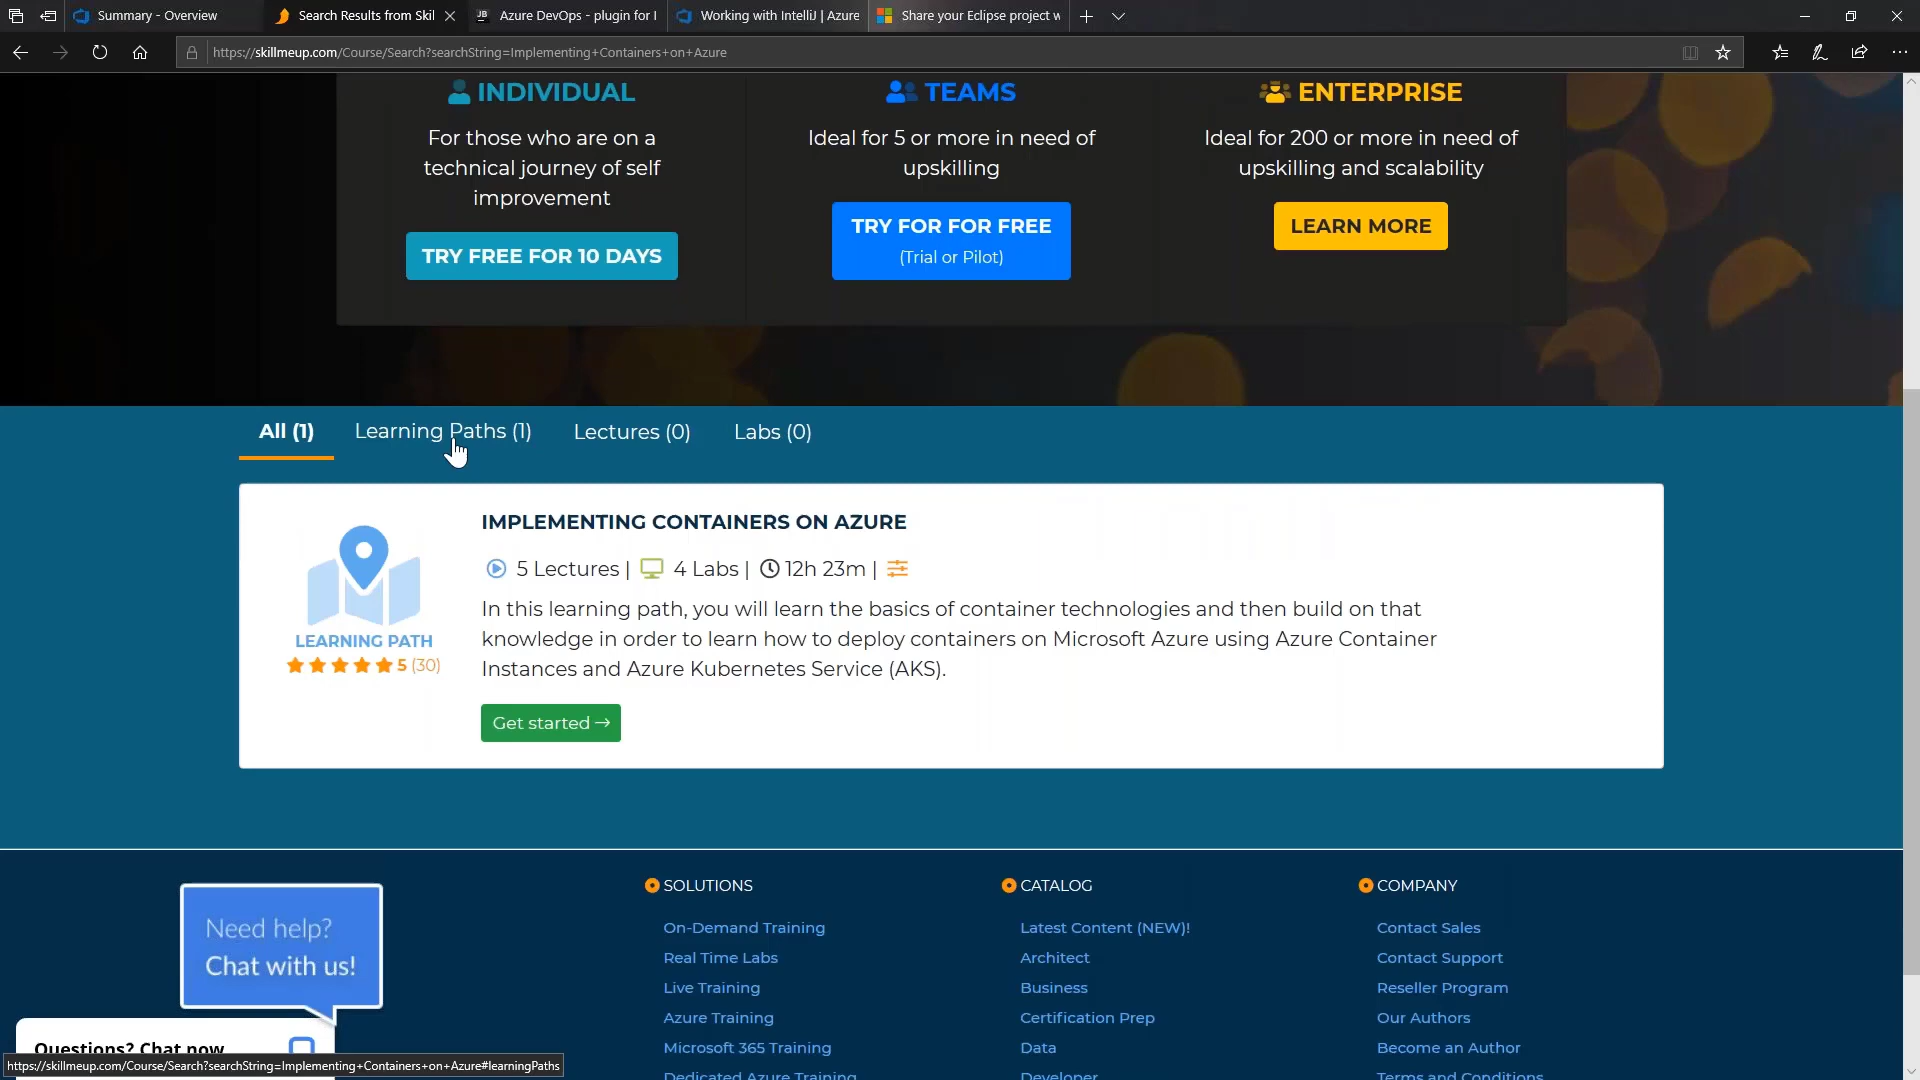 Summary - Overview
Search Results from Skil
Azure DevOps - plugin for I
Working with IntelliJ | Azure
Share your Eclipse project w
https://skillmeup.com/Course/Search?searchString=Implementing+Containers+on+Azure
INDIVIDUAL
For those who are on a
technical journey of self
improvement
TRY FREE FOR 10 DAYS
TEAMS
Ideal for 5 or more in need of
upskilling
TRY FOR FOR FREE
(Trial or Pilot)
ENTERPRISE
Ideal for 200 or more in need of
upskilling and scalability
LEARN MORE
All (1)
Learning Paths (1)
Lectures (0)
Labs (0)
LEARNING PATH
5 (30)
IMPLEMENTING CONTAINERS ON AZURE
5 Lectures | 4 Labs | 12h 23m |
In this learning path, you will learn the basics of container technologies and then build on that
knowledge in order to learn how to deploy containers on Microsoft Azure using Azure Container
Instances and Azure Kubernetes Service (AKS).
Get started →
SOLUTIONS
On-Demand Training
Real Time Labs
Live Training
Azure Training
Microsoft 365 Training
Dedicated Azure Training
CATALOG
Latest Content (NEW)!
Architect
Business
Certification Prep
Data
Developer
COMPANY
Contact Sales
Contact Support
Reseller Program
Our Authors
Become an Author
Terms and Conditions
Need help?
Chat with us!
Questions? Chat now
https://skillmeup.com/Course/Search?searchString=Implementing+Containers+on+Azure#learningPaths